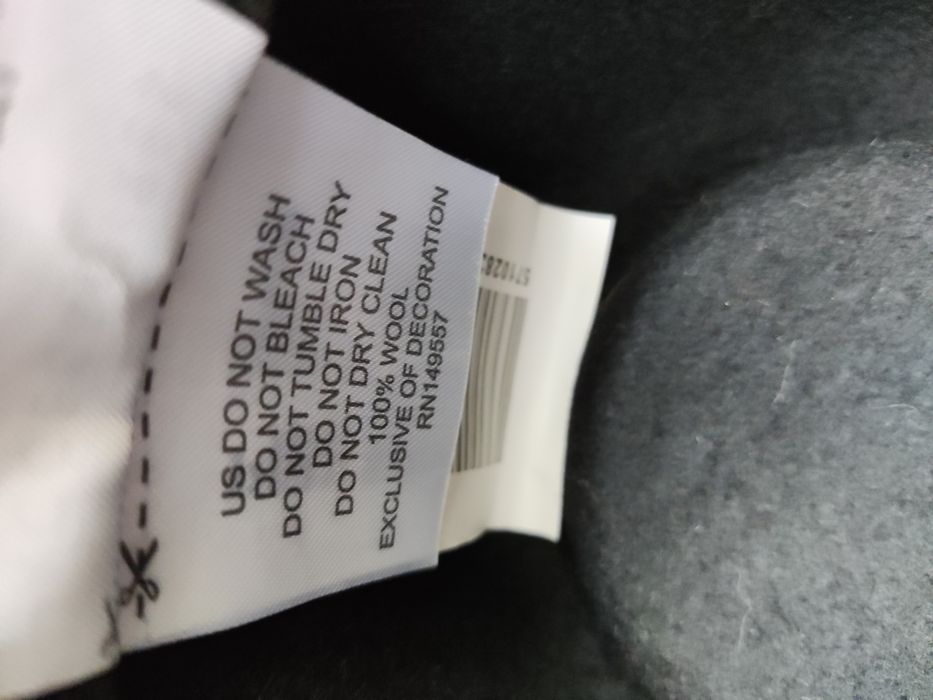 US DO NOT WASH
DO NOT BLEACH
DO NOT TUMBLE DRY
DO NOT IRON
DO NOT DRY CLEAN
100% WOOL
EXCLUSIVE OF DECORATION
RN149557